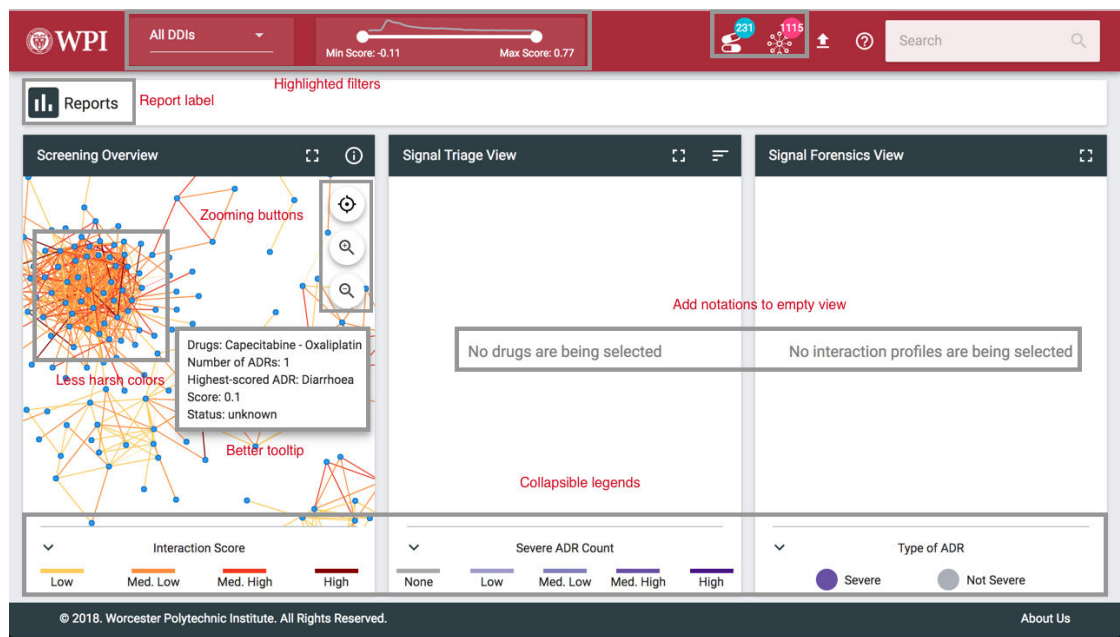 WPI
All DDIs
Min Score: -0.11
Max Score: 0.77
231
1115
Search
Highlighted filters
Reports
Report label
Screening Overview
Signal Triage View
Signal Forensics View
Zooming buttons
Add notations to empty view
Drugs: Capecitabine - Oxaliplatin
Number of ADRs: 1
Highest-scored ADR: Diarrhoea
Score: 0.1
Status: unknown
No drugs are being selected
No interaction profiles are being selected
Less harsh colors
Better tooltip
Collapsible legends
Interaction Score
Low Med. Low Med. High High
Severe ADR Count
None Low Med. Low Med. High High
Type of ADR
Severe Not Severe
© 2018. Worcester Polytechnic Institute. All Rights Reserved.
About Us